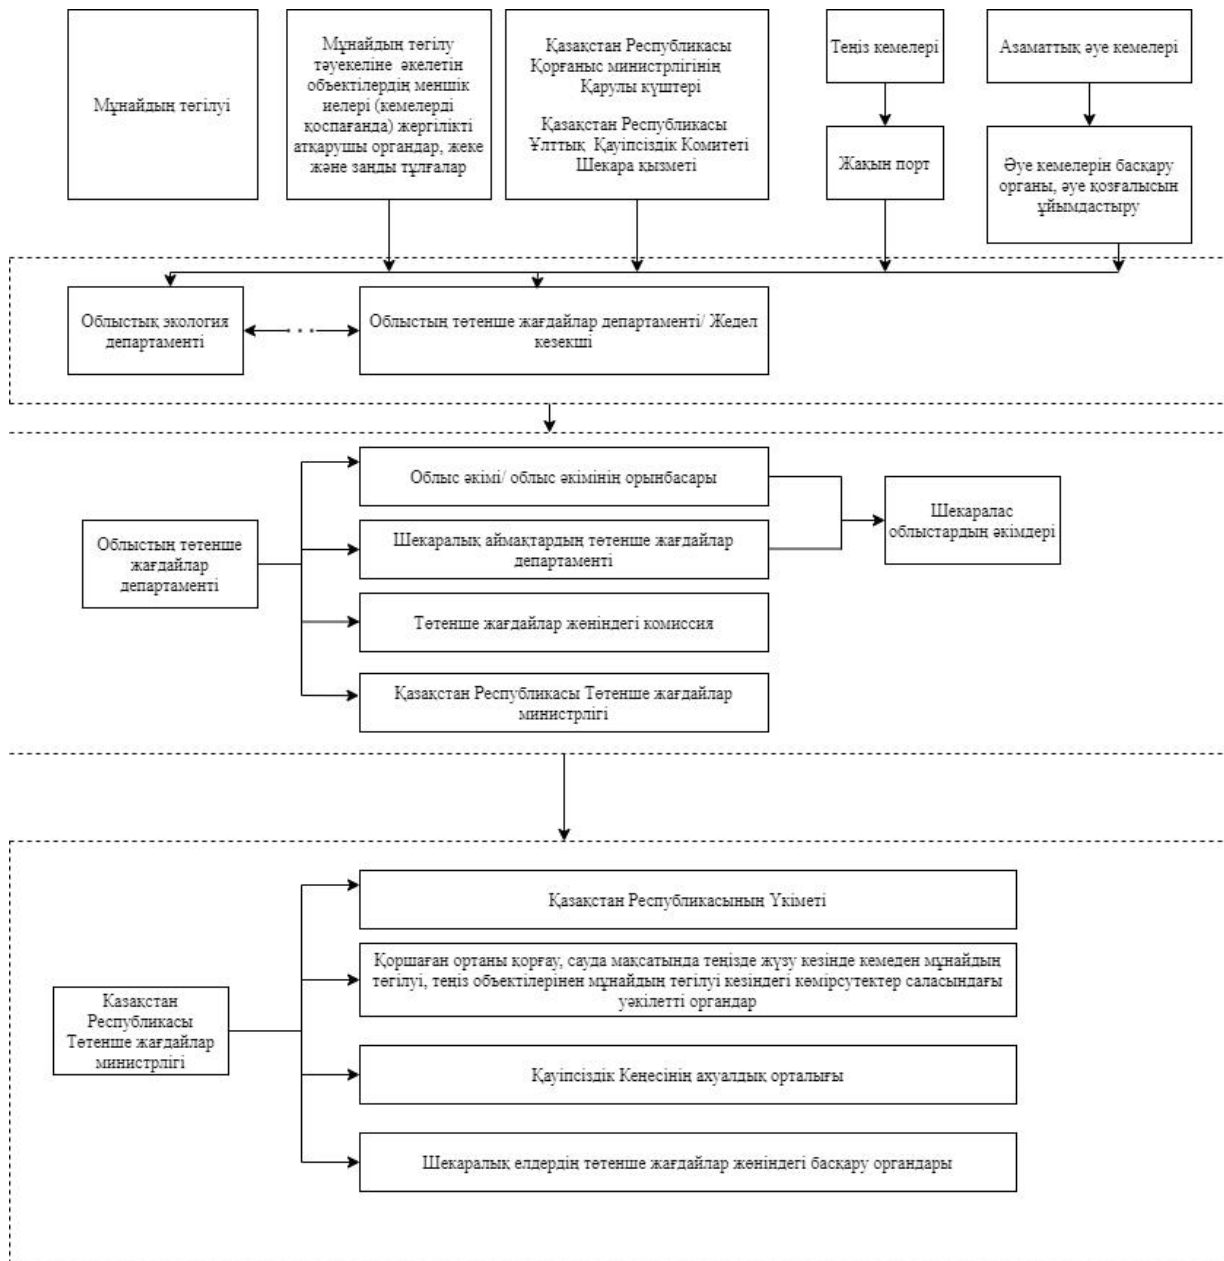 Мұнайдың төгілуі
Мұнайдың төгілу
тәуекеліне әкелетін
объектілердің меншік
иелері (кемелерді
қоспағанда) жергілікті
атқарушы органдар, жеке
және заңды тұлғалар
Қазақстан Республикасы
Қорғаныс министрлігінің
Қарулы күштері
Қазақстан Республикасы
Ұлттық Қауіпсіздік Комитеті
Шекара қызметі
Теңіз кемелері
Азаматтық әуе кемелері
Жақын порт
Әуе кемелерін басқару
органы, әуе қозғалысын
ұйымдастыру
Облыстық экология
департаменті
Облыстың төтенше жағдайлар департаменті/ Жедел
кезекші
Облыстың төтенше
жағдайлар
департаменті
Облыс әкімі/ облыс әкімінің орынбасары
Шекаралық аймақтардың төтенше жағдайлар
департаменті
Төтенше жағдайлар жөніндегі комиссия
Қазақстан Республикасы Төтенше жағдайлар
министрлігі
Шекаралас
облыстардың әкімдері
Казақстан
Республикасы
Төтенше жағдайлар
министрлігі
Қазақстан Республикасының Үкіметі
Қоршаған ортаны қорғау, сауда мақсатында теңізде жүзу кезінде кемеден мұнайдың
төгілуі, теңіз объектілерінен мұнайдың төгілуі кезіндегі көмірсутектер саласындағы
уәкілетті органдар
Қауіпсіздік Кеңесінің ахуалдық орталығы
Шекаралық елдердің төтенше жағдайлар жөніндегі басқару органдары